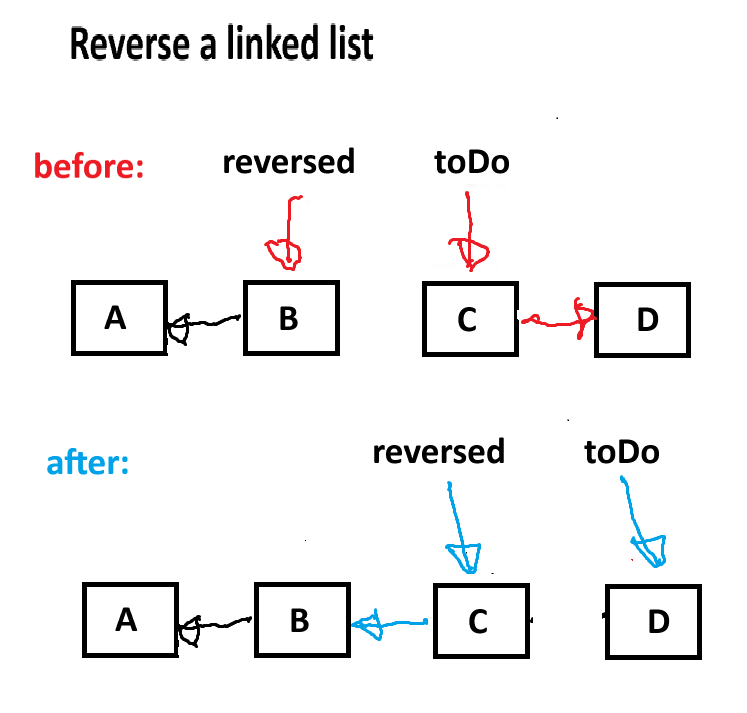 Reverse a linked list
before: reversed toDo
A B C D
after: reversed toDo
A B C D